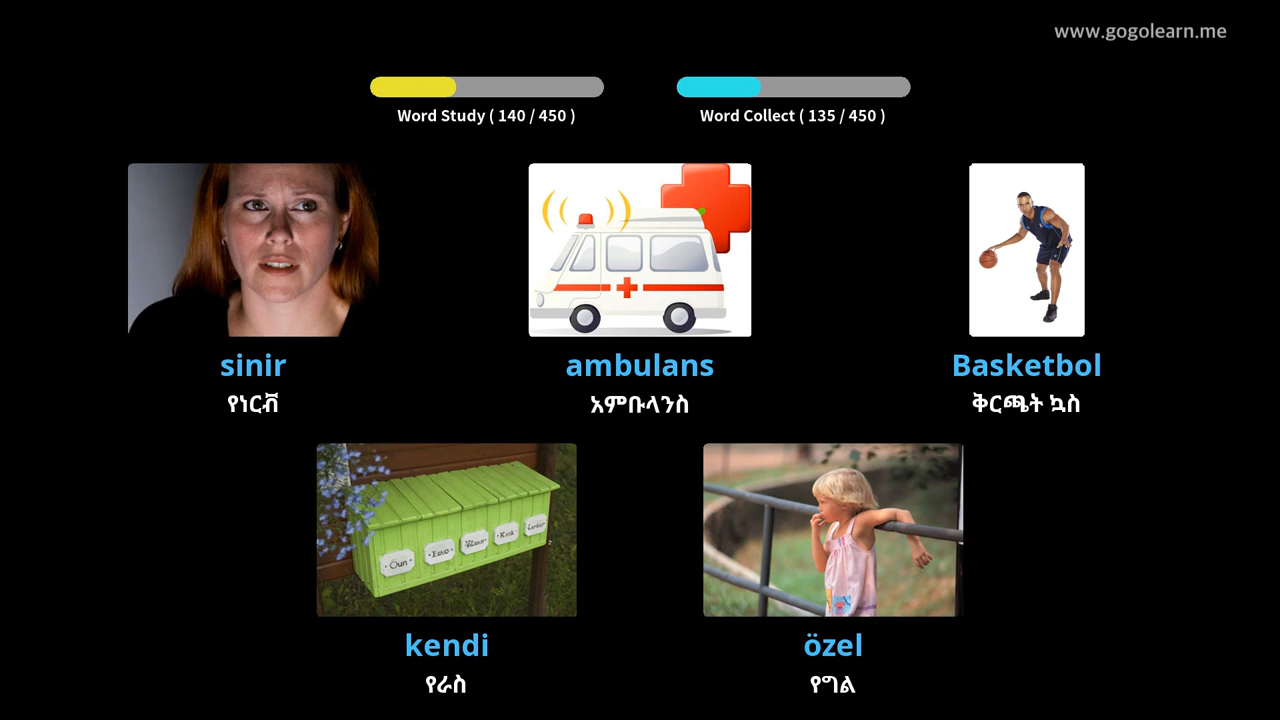 www.gogolearn.me
Word Study ( 140 / 450 )
Word Collect ( 135 / 450 )
sinir
ambulans
Basketbol
የነርቭ
አምቡላንስ
ቅርጫት ኳስ
kendi
özel
የራስ
የግል